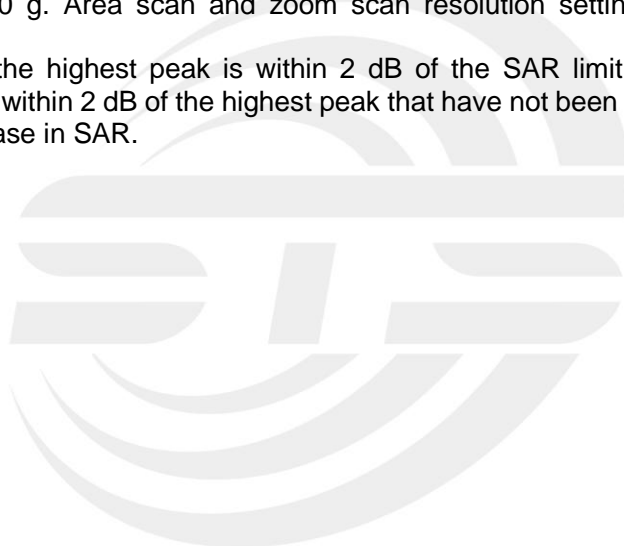 0 g. Area scan and zoom scan resolution settin
the highest peak is within 2 dB of the SAR limit
within 2 dB of the highest peak that have not been
ase in SAR.
STS